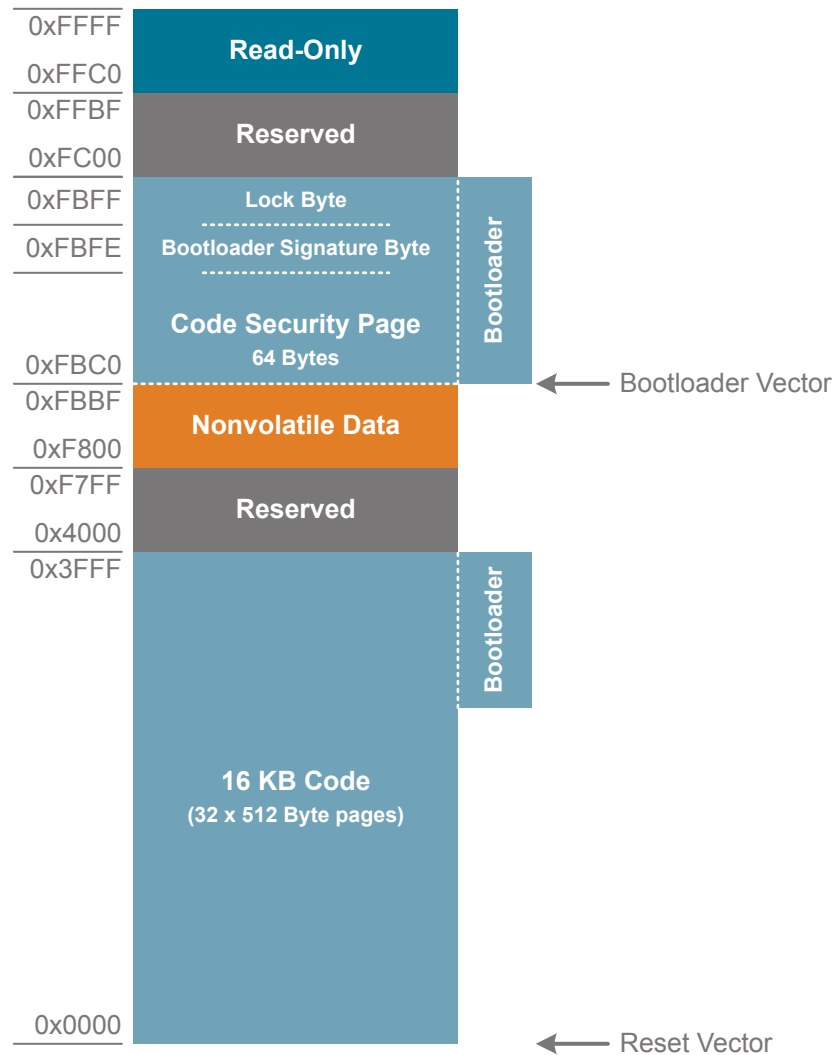 0xFFFF
Read-Only
0xFFC0
0xFFBF
Reserved
0xFC00
0xFBFF
Lock Byte
0xFBFE
Bootloader Signature Byte
Bootloader
Code Security Page
64 Bytes
0xFBC0
Bootloader Vector
0xFBBF
Nonvolatile Data
0xF800
0xF7FF
Reserved
0x4000
0x3FFF
Bootloader
16 KB Code
(32 x 512 Byte pages)
0x0000
Reset Vector